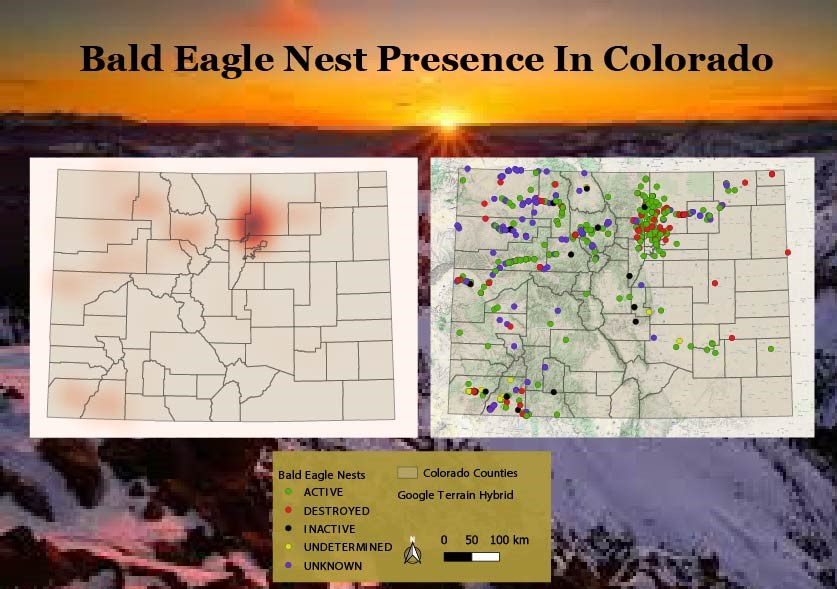 Bald Eagle Nest Presence In Colorado
Bald Eagle Nests
ACTIVE
DESTROYED
INACTIVE
UNDETERMINED
UNKNOWN
Colorado Counties
Google Terrain Hybrid
N
0 50 100 km